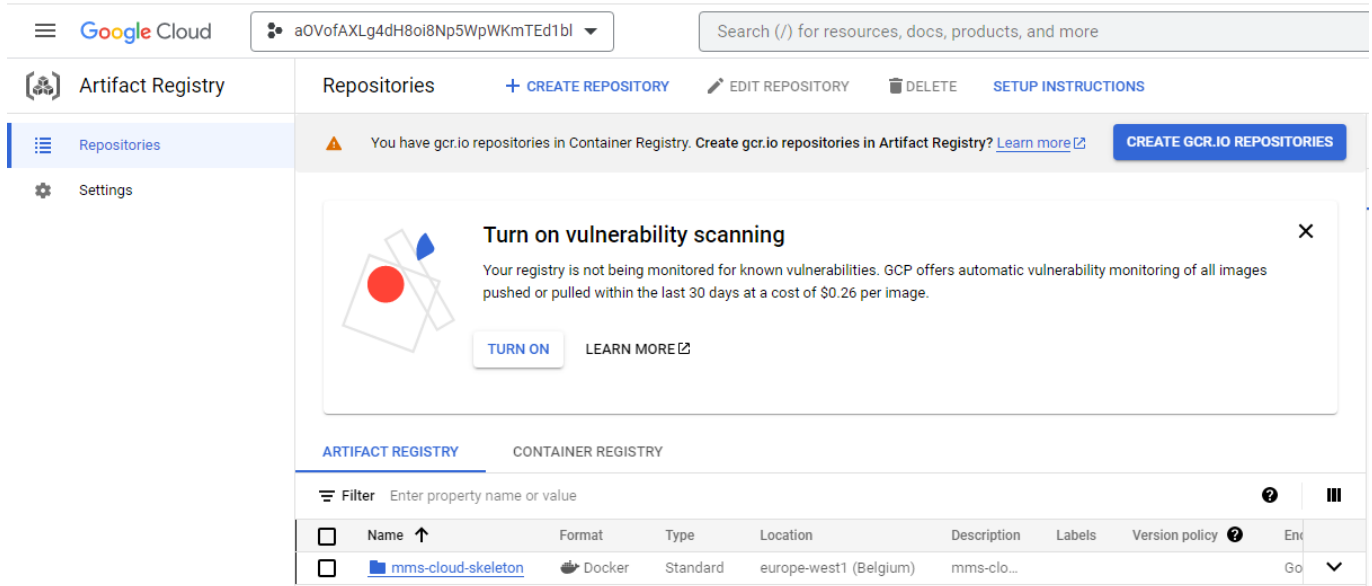 Google Cloud
aOVofAXLg4dH8oi8Np5WpWKmTEd1bl
Search (/) for resources, docs, products, and more
Artifact Registry
Repositories
CREATE REPOSITORY
EDIT REPOSITORY
DELETE
SETUP INSTRUCTIONS
Repositories
Settings
You have gcr.io repositories in Container Registry. Create gcr.io repositories in Artifact Registry? Learn more
CREATE GCR.IO REPOSITORIES
Turn on vulnerability scanning
Your registry is not being monitored for known vulnerabilities. GCP offers automatic vulnerability monitoring of all images
pushed or pulled within the last 30 days at a cost of $0.26 per image.
TURN ON
LEARN MORE
ARTIFACT REGISTRY
CONTAINER REGISTRY
Filter Enter property name or value
Name Format Type Location Description Labels Version policy Enc
mms-cloud-skeleton Docker Standard europe-west1 (Belgium) mms-clo... Go